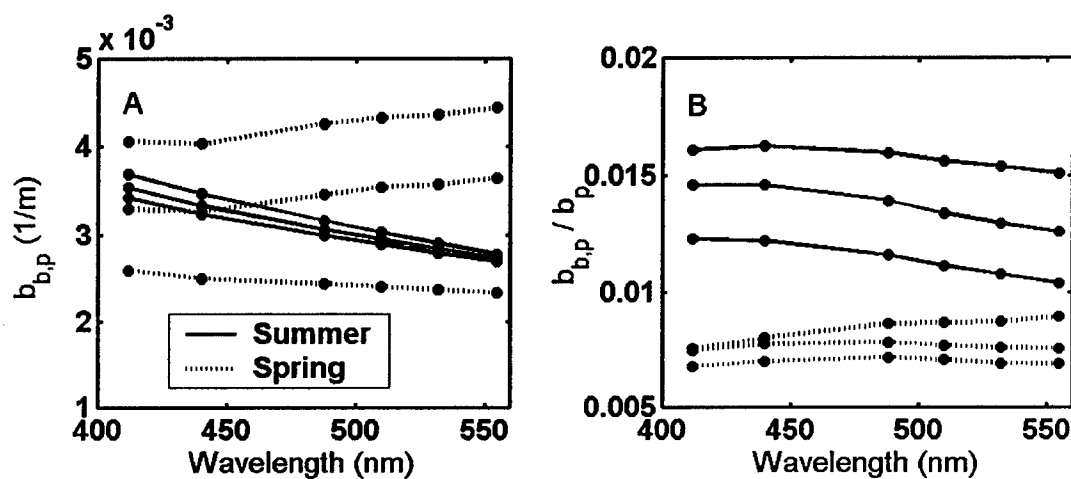 x 10⁻³
5
4
3
2
1
A
b_b,p (1/m)
Summer
Spring
400 450 500 550
Wavelength (nm)
0.02
0.015
0.01
0.005
B
b_b,p / b_p
400 450 500 550
Wavelength (nm)